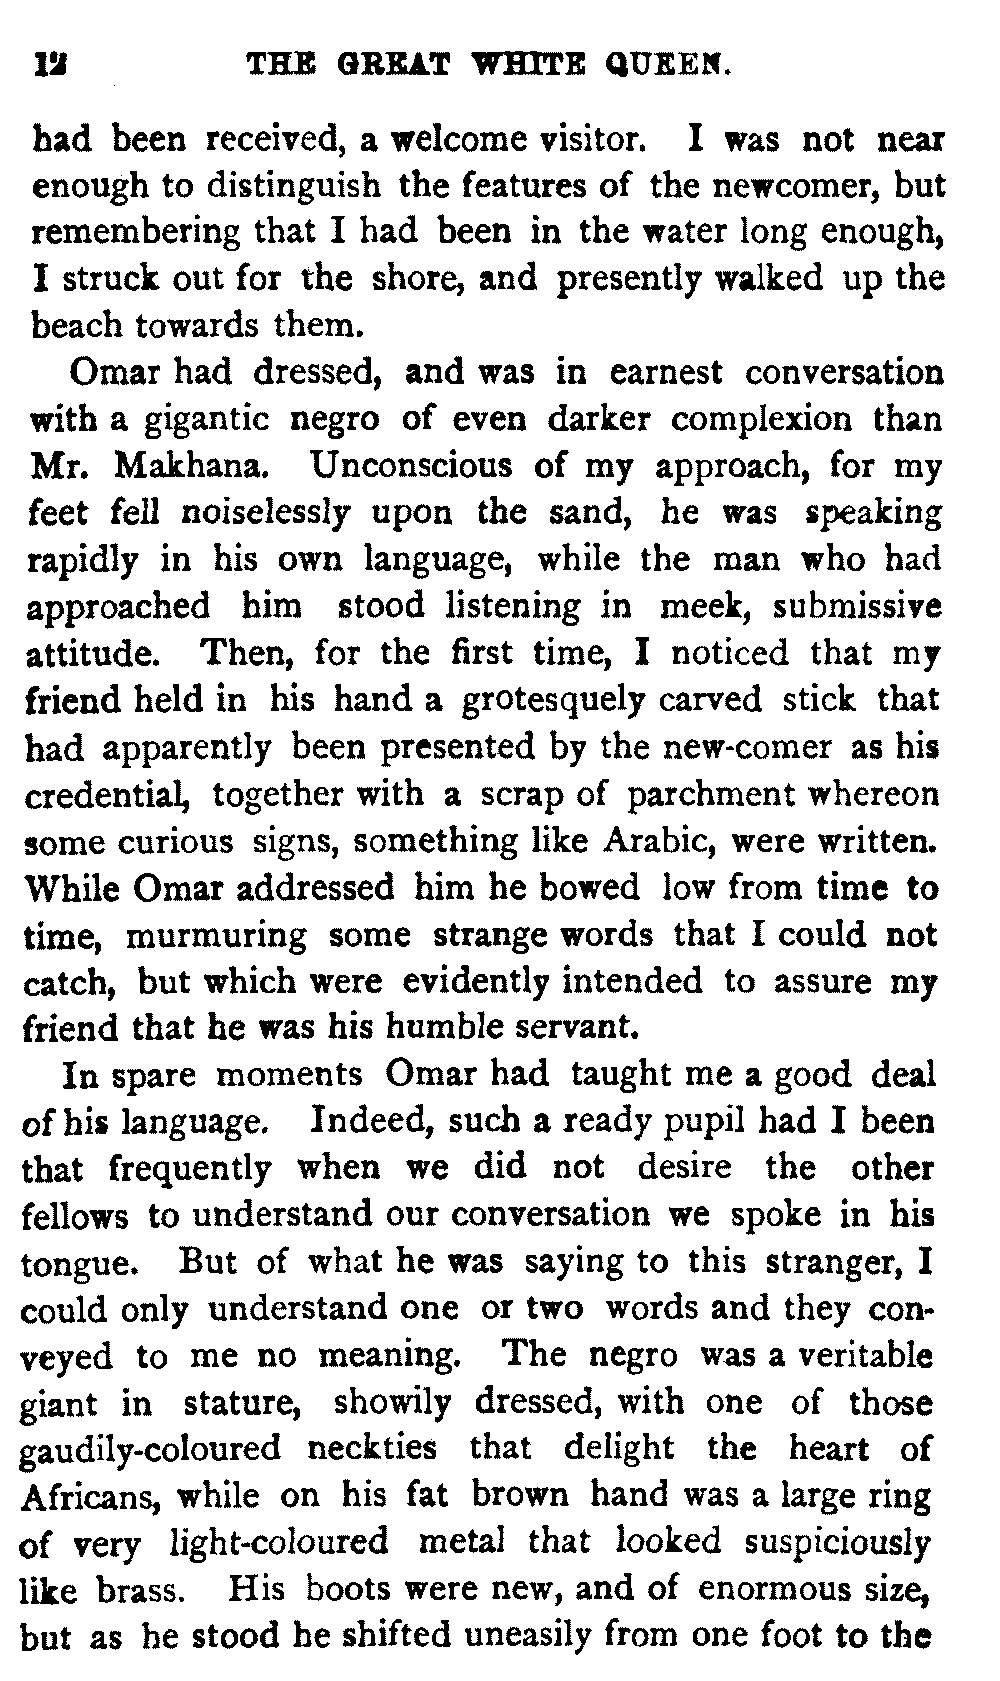 12 THE GREAT WHITE QUEEN.
had been received, a welcome visitor. I was not near
enough to distinguish the features of the newcomer, but
remembering that I had been in the water long enough,
I struck out for the shore, and presently walked up the
beach towards them.
Omar had dressed, and was in earnest conversation
with a gigantic negro of even darker complexion than
Mr. Makhana. Unconscious of my approach, for my
feet fell noiselessly upon the sand, he was speaking
rapidly in his own language, while the man who had
approached him stood listening in meek, submissive
attitude. Then, for the first time, I noticed that my
friend held in his hand a grotesquely carved stick that
had apparently been presented by the new-comer as his
credential, together with a scrap of parchment whereon
some curious signs, something like Arabic, were written.
While Omar addressed him he bowed low from time to
time, murmuring some strange words that I could not
catch, but which were evidently intended to assure my
friend that he was his humble servant.
In spare moments Omar had taught me a good deal
of his language. Indeed, such a ready pupil had I been
that frequently when we did not desire the other
fellows to understand our conversation we spoke in his
tongue. But of what he was saying to this stranger, I
could only understand one or two words and they con-
veyed to me no meaning. The negro was a veritable
giant in stature, showily dressed, with one of those
gaudily-coloured neckties that delight the heart of
Africans, while on his fat brown hand was a large ring
of very light-coloured metal that looked suspiciously
like brass. His boots were new, and of enormous size,
but as he stood he shifted uneasily from one foot to the